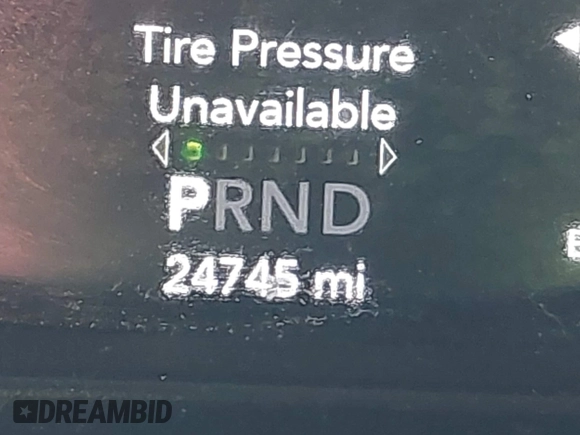 Tire Pressure
Unavailable
PRND
24745 mi
DREAMBID